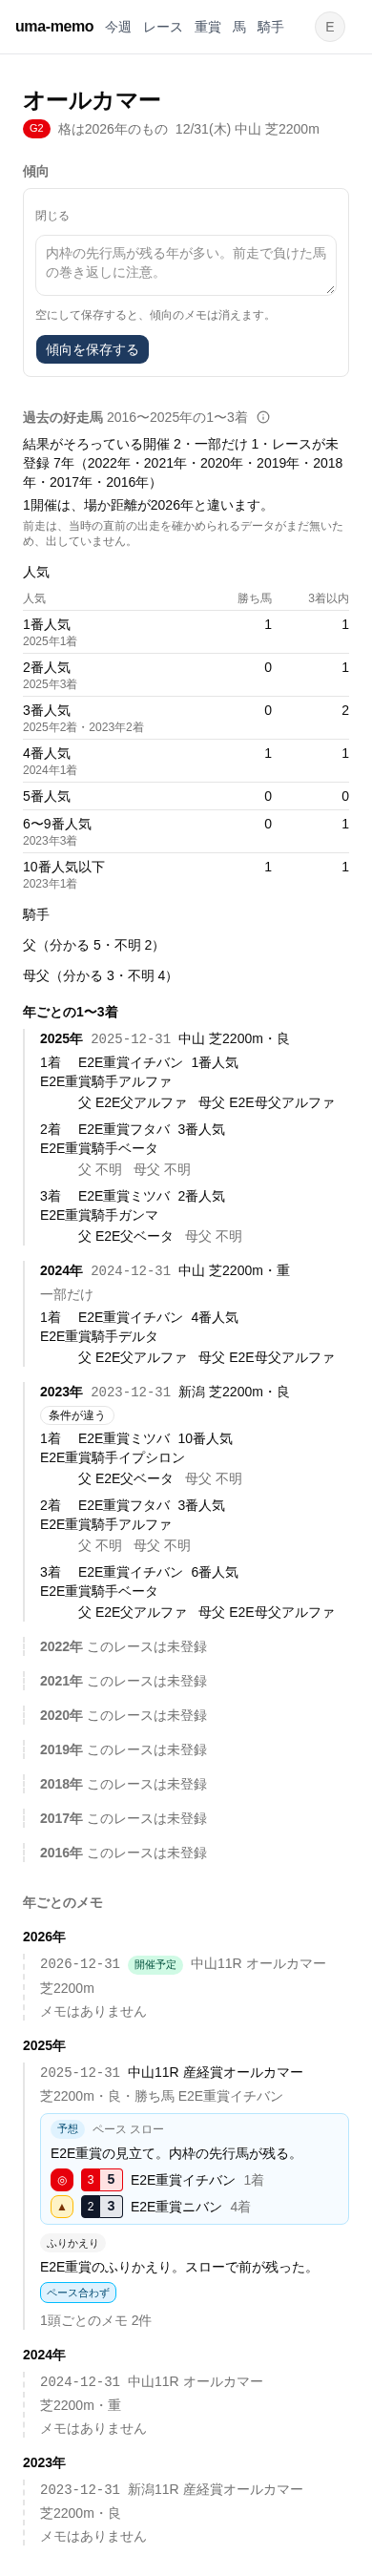 uma-memo 今週 レース 重賞 馬 騎手 E
オールカマー
G2 格は2026年のもの 12/31(木) 中山 芝2200m
傾向
閉じる
内枠の先行馬が残る年が多い。前走で負けた馬
の巻き返しに注意。
空にして保存すると、傾向のメモは消えます。
傾向を保存する
過去の好走馬 2016〜2025年の1〜3着
結果がそろっている開催 2・一部だけ 1・レースが未
登録 7年（2022年・2021年・2020年・2019年・2018
年・2017年・2016年）
1開催は、場か距離が2026年と違います。
前走は、当時の直前の出走を確かめられるデータがまだ無いた
め、出していません。
人気
人気 勝ち馬 3着以内
1番人気 1 1
2025年1着
2番人気 0 1
2025年3着
3番人気 0 2
2025年2着・2023年2着
4番人気 1 1
2024年1着
5番人気 0 0
6〜9番人気 0 1
2023年3着
10番人気以下 1 1
2023年1着
騎手
父（分かる 5・不明 2）
母父（分かる 3・不明 4）
年ごとの1〜3着
2025年 2025-12-31 中山 芝2200m・良
1着 E2E重賞イチバン 1番人気
E2E重賞騎手アルファ
父 E2E父アルファ 母父 E2E母父アルファ
2着 E2E重賞フタバ 3番人気
E2E重賞騎手ベータ
父 不明 母父 不明
3着 E2E重賞ミツバ 2番人気
E2E重賞騎手ガンマ
父 E2E父ベータ 母父 不明
2024年 2024-12-31 中山 芝2200m・重
一部だけ
1着 E2E重賞イチバン 4番人気
E2E重賞騎手デルタ
父 E2E父アルファ 母父 E2E母父アルファ
2023年 2023-12-31 新潟 芝2200m・良
条件が違う
1着 E2E重賞ミツバ 10番人気
E2E重賞騎手イプシロン
父 E2E父ベータ 母父 不明
2着 E2E重賞フタバ 3番人気
E2E重賞騎手アルファ
父 不明 母父 不明
3着 E2E重賞イチバン 6番人気
E2E重賞騎手ベータ
父 E2E父アルファ 母父 E2E母父アルファ
2022年 このレースは未登録
2021年 このレースは未登録
2020年 このレースは未登録
2019年 このレースは未登録
2018年 このレースは未登録
2017年 このレースは未登録
2016年 このレースは未登録
年ごとのメモ
2026年
2026-12-31 開催予定 中山11R オールカマー
芝2200m
メモはありません
2025年
2025-12-31 中山11R 産経賞オールカマー
芝2200m・良・勝ち馬 E2E重賞イチバン
予想 ペース スロー
E2E重賞の見立て。内枠の先行馬が残る。
◎ 3 5 E2E重賞イチバン 1着
▲ 2 3 E2E重賞ニバン 4着
ふりかえり
E2E重賞のふりかえり。スローで前が残った。
ペース合わず
1頭ごとのメモ 2件
2024年
2024-12-31 中山11R オールカマー
芝2200m・重
メモはありません
2023年
2023-12-31 新潟11R 産経賞オールカマー
芝2200m・良
メモはありません